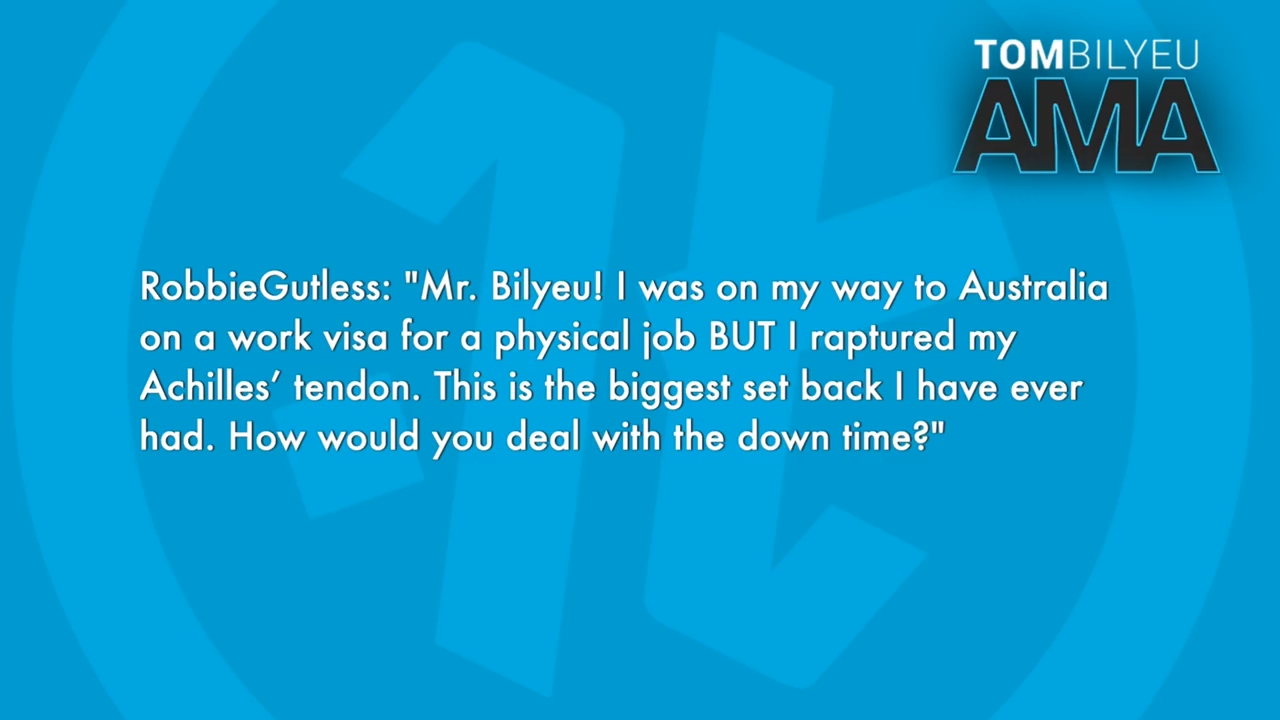 TOMBILYEU
AMA
RobbieGutless: "Mr. Bilyeu! I was on my way to Australia
on a work visa for a physical job BUT I raptured my
Achilles’ tendon. This is the biggest set back I have ever
had. How would you deal with the down time?"